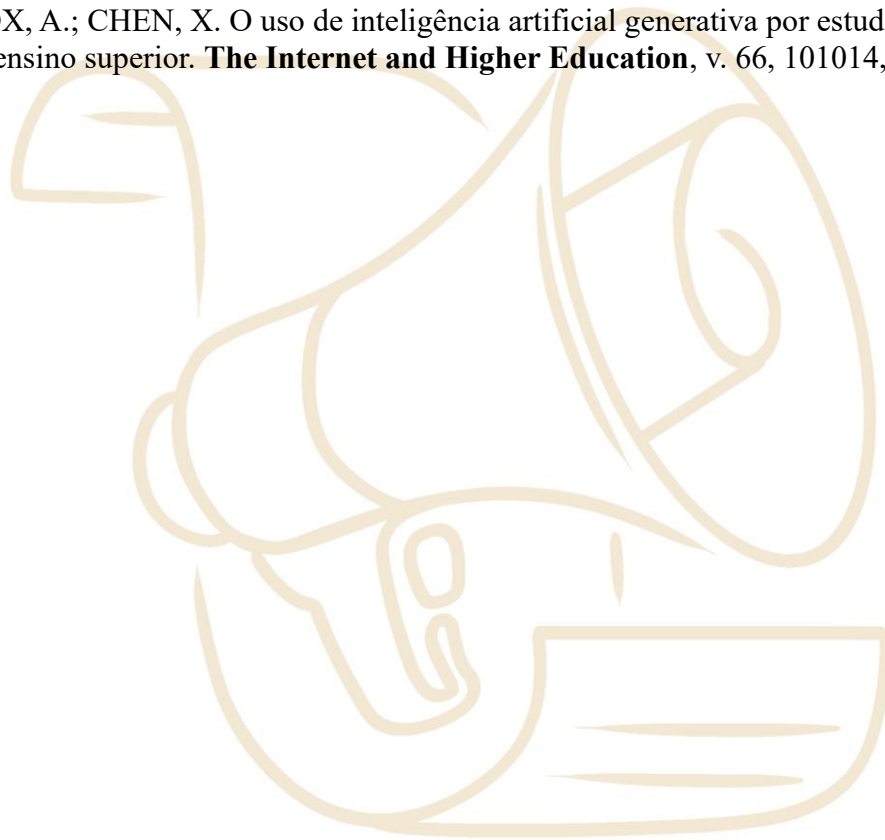 X, A.; CHEN, X. O uso de inteligência artificial generativa por estud
ensino superior. The Internet and Higher Education, v. 66, 101014,